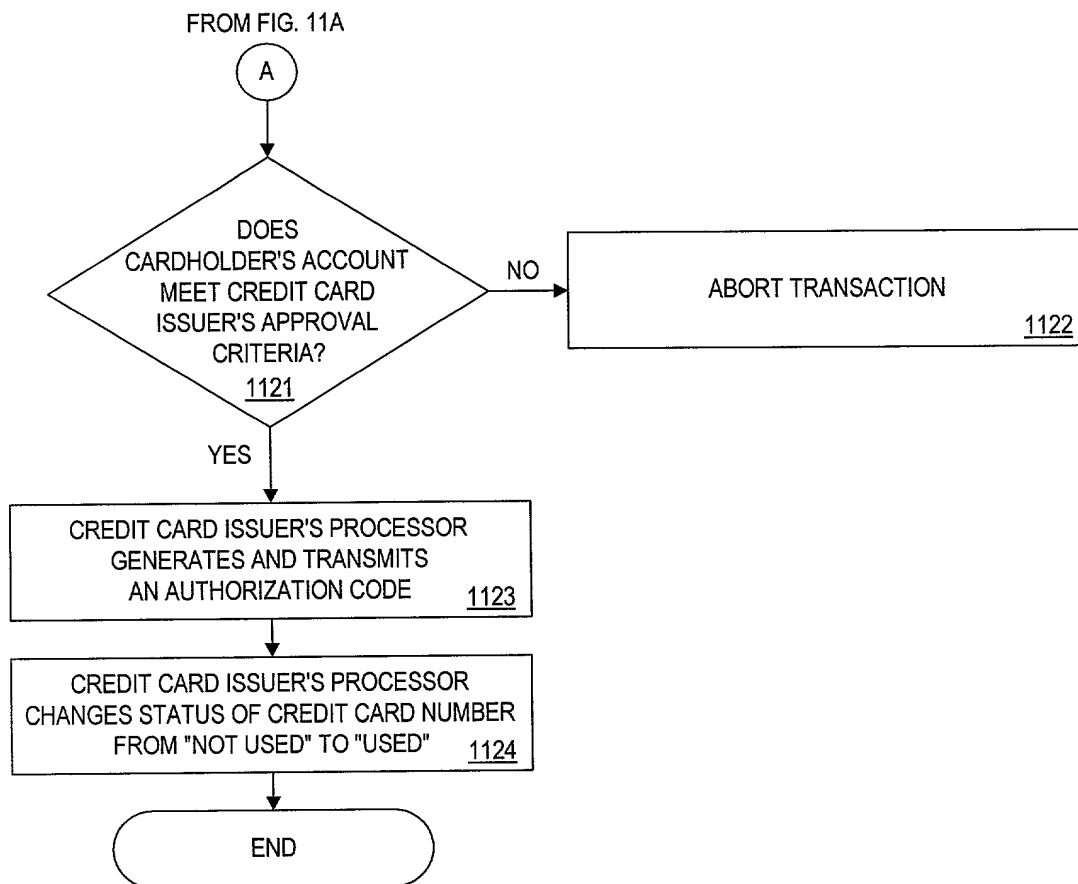 FROM FIG. 11A
A
DOES
CARDHOLDER'S ACCOUNT
MEET CREDIT CARD
ISSUER'S APPROVAL
CRITERIA?
1121
NO
ABORT TRANSACTION
1122
YES
CREDIT CARD ISSUER'S PROCESSOR
GENERATES AND TRANSMITS
AN AUTHORIZATION CODE
1123
CREDIT CARD ISSUER'S PROCESSOR
CHANGES STATUS OF CREDIT CARD NUMBER
FROM "NOT USED" TO "USED"
1124
END